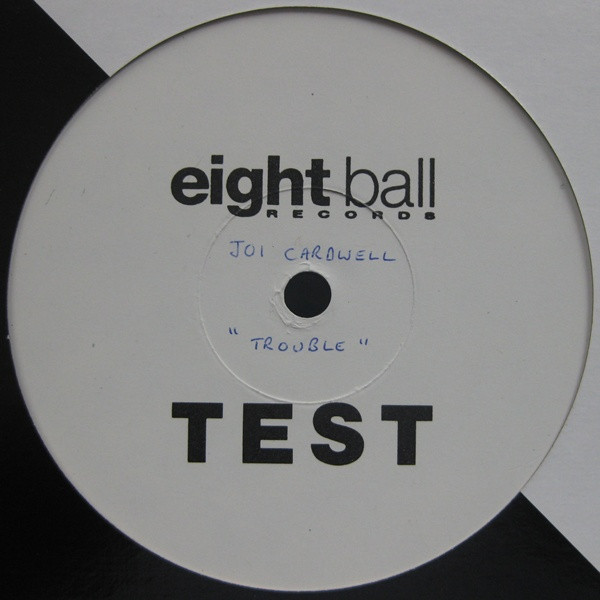 eight ball
RECORDS
JOI CARDWELL
"TROUBLE"
TEST